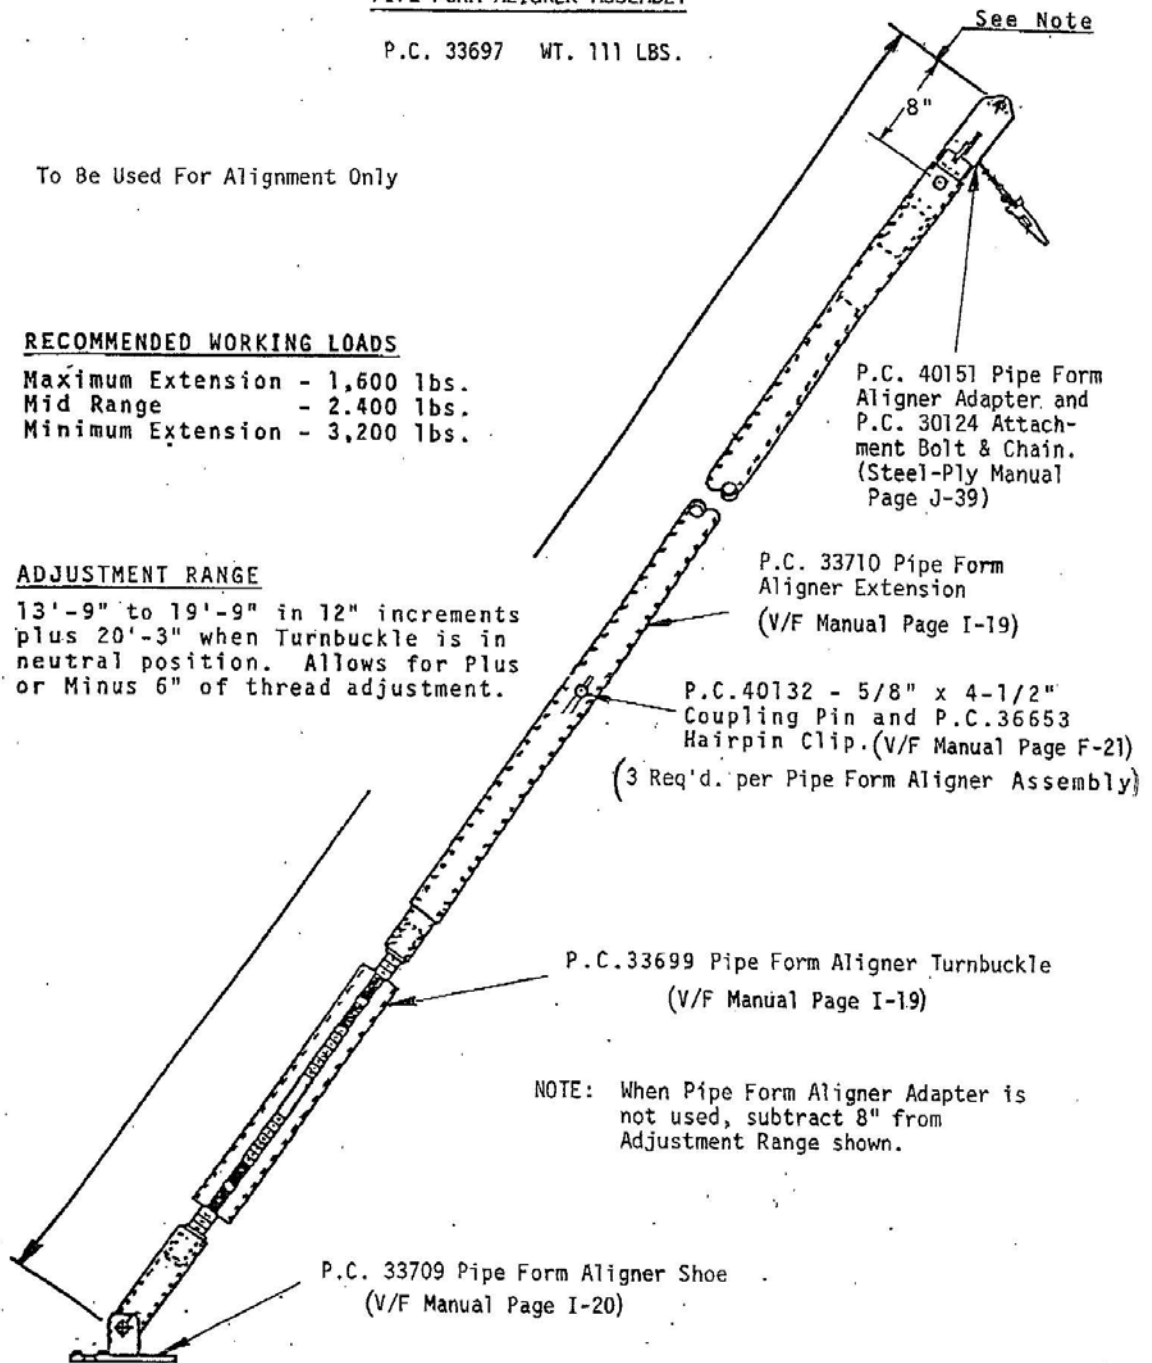 P.C. 33697 WT. 111 LBS.
See Note
8"
To Be Used For Alignment Only
RECOMMENDED WORKING LOADS
Maximum Extension - 1,600 lbs.
Mid Range - 2.400 lbs.
Minimum Extension - 3,200 lbs.
P.C. 40151 Pipe Form
Aligner Adapter and
P.C. 30124 Attach-
ment Bolt & Chain.
(Steel-Ply Manual
Page J-39)
ADJUSTMENT RANGE
13'-9" to 19'-9" in 12" increments
plus 20'-3" when Turnbuckle is in
neutral position. Allows for Plus
or Minus 6" of thread adjustment.
P.C. 33710 Pipe Form
Aligner Extension
(V/F Manual Page I-19)
P.C.40132 - 5/8" x 4-1/2"
Coupling Pin and P.C.36653
Hairpin Clip.(V/F Manual Page F-21)
(3 Req'd. per Pipe Form Aligner Assembly)
P.C.33699 Pipe Form Aligner Turnbuckle
(V/F Manual Page I-19)
NOTE: When Pipe Form Aligner Adapter is
not used, subtract 8" from
Adjustment Range shown.
P.C. 33709 Pipe Form Aligner Shoe
(V/F Manual Page I-20)